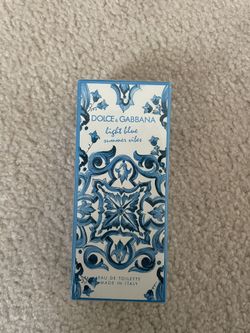 DOLCE & GABBANA
light blue
summer vibes
EAU DE TOILETTE
MADE IN ITALY